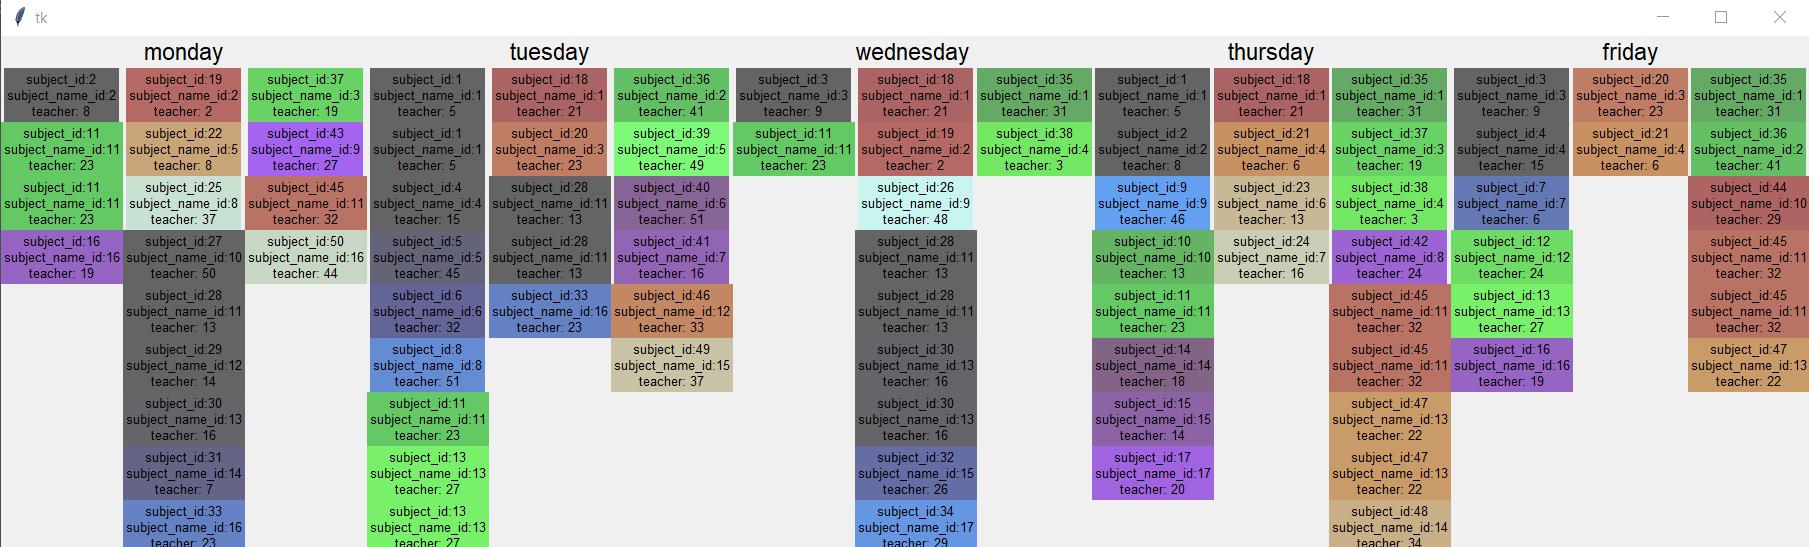 tk
monday
subject_id:2
subject_name_id:2
teacher: 8
subject_id:11
subject_name_id:11
teacher: 23
subject_id:11
subject_name_id:11
teacher: 23
subject_id:16
subject_name_id:16
teacher: 19
subject_id:19
subject_name_id:2
teacher: 2
subject_id:22
subject_name_id:5
teacher: 8
subject_id:25
subject_name_id:8
teacher: 37
subject_id:27
subject_name_id:10
teacher: 50
subject_id:28
subject_name_id:11
teacher: 13
subject_id:29
subject_name_id:12
teacher: 14
subject_id:30
subject_name_id:13
teacher: 16
subject_id:31
subject_name_id:14
teacher: 7
subject_id:33
subject_name_id:16
teacher: 23
subject_id:37
subject_name_id:3
teacher: 19
subject_id:43
subject_name_id:9
teacher: 27
subject_id:45
subject_name_id:11
teacher: 32
subject_id:50
subject_name_id:16
teacher: 44
tuesday
subject_id:1
subject_name_id:1
teacher: 5
subject_id:1
subject_name_id:1
teacher: 5
subject_id:4
subject_name_id:4
teacher: 15
subject_id:5
subject_name_id:5
teacher: 45
subject_id:6
subject_name_id:6
teacher: 32
subject_id:8
subject_name_id:8
teacher: 51
subject_id:11
subject_name_id:11
teacher: 23
subject_id:13
subject_name_id:13
teacher: 27
subject_id:13
subject_name_id:13
teacher: 27
subject_id:18
subject_name_id:1
teacher: 21
subject_id:20
subject_name_id:3
teacher: 23
subject_id:28
subject_name_id:11
teacher: 13
subject_id:28
subject_name_id:11
teacher: 13
subject_id:33
subject_name_id:16
teacher: 23
subject_id:36
subject_name_id:2
teacher: 41
subject_id:39
subject_name_id:5
teacher: 49
subject_id:40
subject_name_id:6
teacher: 51
subject_id:41
subject_name_id:7
teacher: 16
subject_id:46
subject_name_id:12
teacher: 33
subject_id:49
subject_name_id:15
teacher: 37
wednesday
subject_id:3
subject_name_id:3
teacher: 9
subject_id:11
subject_name_id:11
teacher: 23
subject_id:18
subject_name_id:1
teacher: 21
subject_id:19
subject_name_id:2
teacher: 2
subject_id:26
subject_name_id:9
teacher: 48
subject_id:28
subject_name_id:11
teacher: 13
subject_id:28
subject_name_id:11
teacher: 13
subject_id:30
subject_name_id:13
teacher: 16
subject_id:30
subject_name_id:13
teacher: 16
subject_id:32
subject_name_id:15
teacher: 26
subject_id:34
subject_name_id:17
teacher: 29
subject_id:35
subject_name_id:1
teacher: 31
subject_id:38
subject_name_id:4
teacher: 3
thursday
subject_id:1
subject_name_id:1
teacher: 5
subject_id:2
subject_name_id:2
teacher: 8
subject_id:9
subject_name_id:9
teacher: 46
subject_id:10
subject_name_id:10
teacher: 13
subject_id:11
subject_name_id:11
teacher: 23
subject_id:14
subject_name_id:14
teacher: 18
subject_id:15
subject_name_id:15
teacher: 14
subject_id:17
subject_name_id:17
teacher: 20
subject_id:18
subject_name_id:1
teacher: 21
subject_id:21
subject_name_id:4
teacher: 6
subject_id:23
subject_name_id:6
teacher: 13
subject_id:24
subject_name_id:7
teacher: 16
subject_id:35
subject_name_id:1
teacher: 31
subject_id:37
subject_name_id:3
teacher: 19
subject_id:38
subject_name_id:4
teacher: 3
subject_id:42
subject_name_id:8
teacher: 24
subject_id:45
subject_name_id:11
teacher: 32
subject_id:45
subject_name_id:11
teacher: 32
subject_id:47
subject_name_id:13
teacher: 22
subject_id:47
subject_name_id:13
teacher: 22
subject_id:48
subject_name_id:14
teacher: 34
friday
subject_id:3
subject_name_id:3
teacher: 9
subject_id:4
subject_name_id:4
teacher: 15
subject_id:7
subject_name_id:7
teacher: 6
subject_id:12
subject_name_id:12
teacher: 24
subject_id:13
subject_name_id:13
teacher: 27
subject_id:16
subject_name_id:16
teacher: 19
subject_id:20
subject_name_id:3
teacher: 23
subject_id:21
subject_name_id:4
teacher: 6
subject_id:35
subject_name_id:1
teacher: 31
subject_id:36
subject_name_id:2
teacher: 41
subject_id:44
subject_name_id:10
teacher: 29
subject_id:45
subject_name_id:11
teacher: 32
subject_id:45
subject_name_id:11
teacher: 32
subject_id:47
subject_name_id:13
teacher: 22